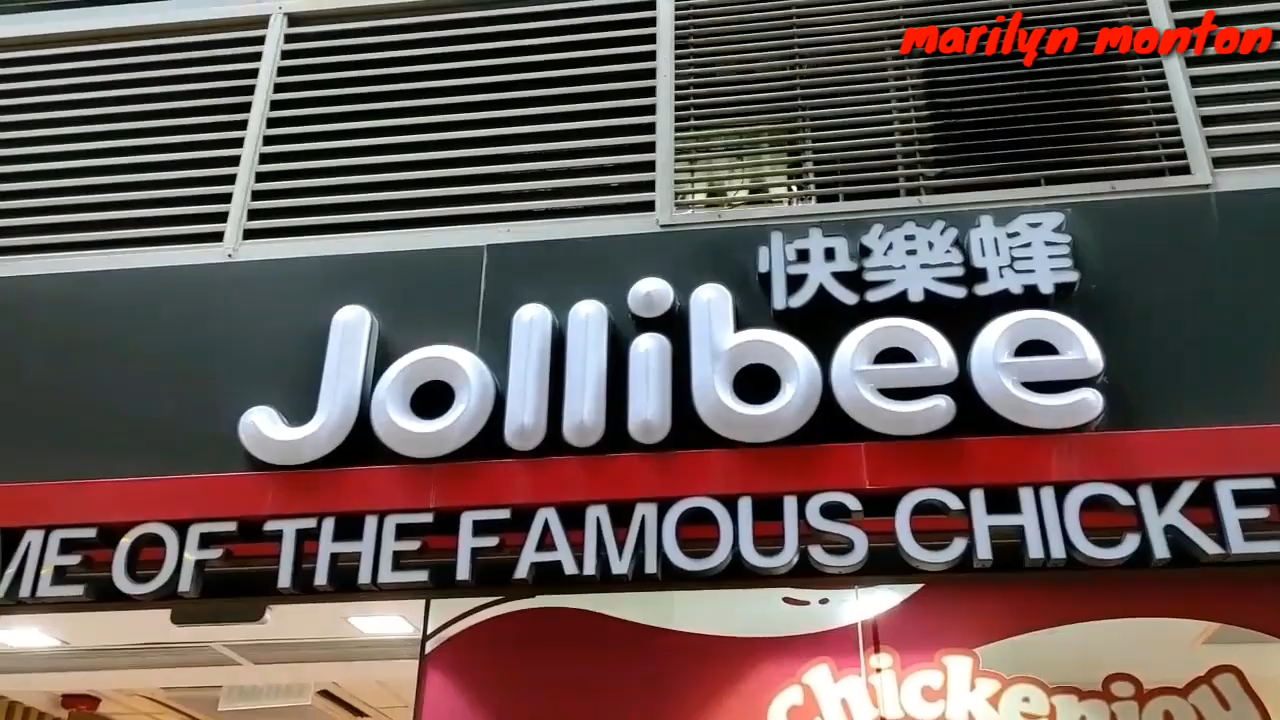 marilyn monton
快樂蜂
Jollibee
ME OF THE FAMOUS CHICKE
Chickenjoy